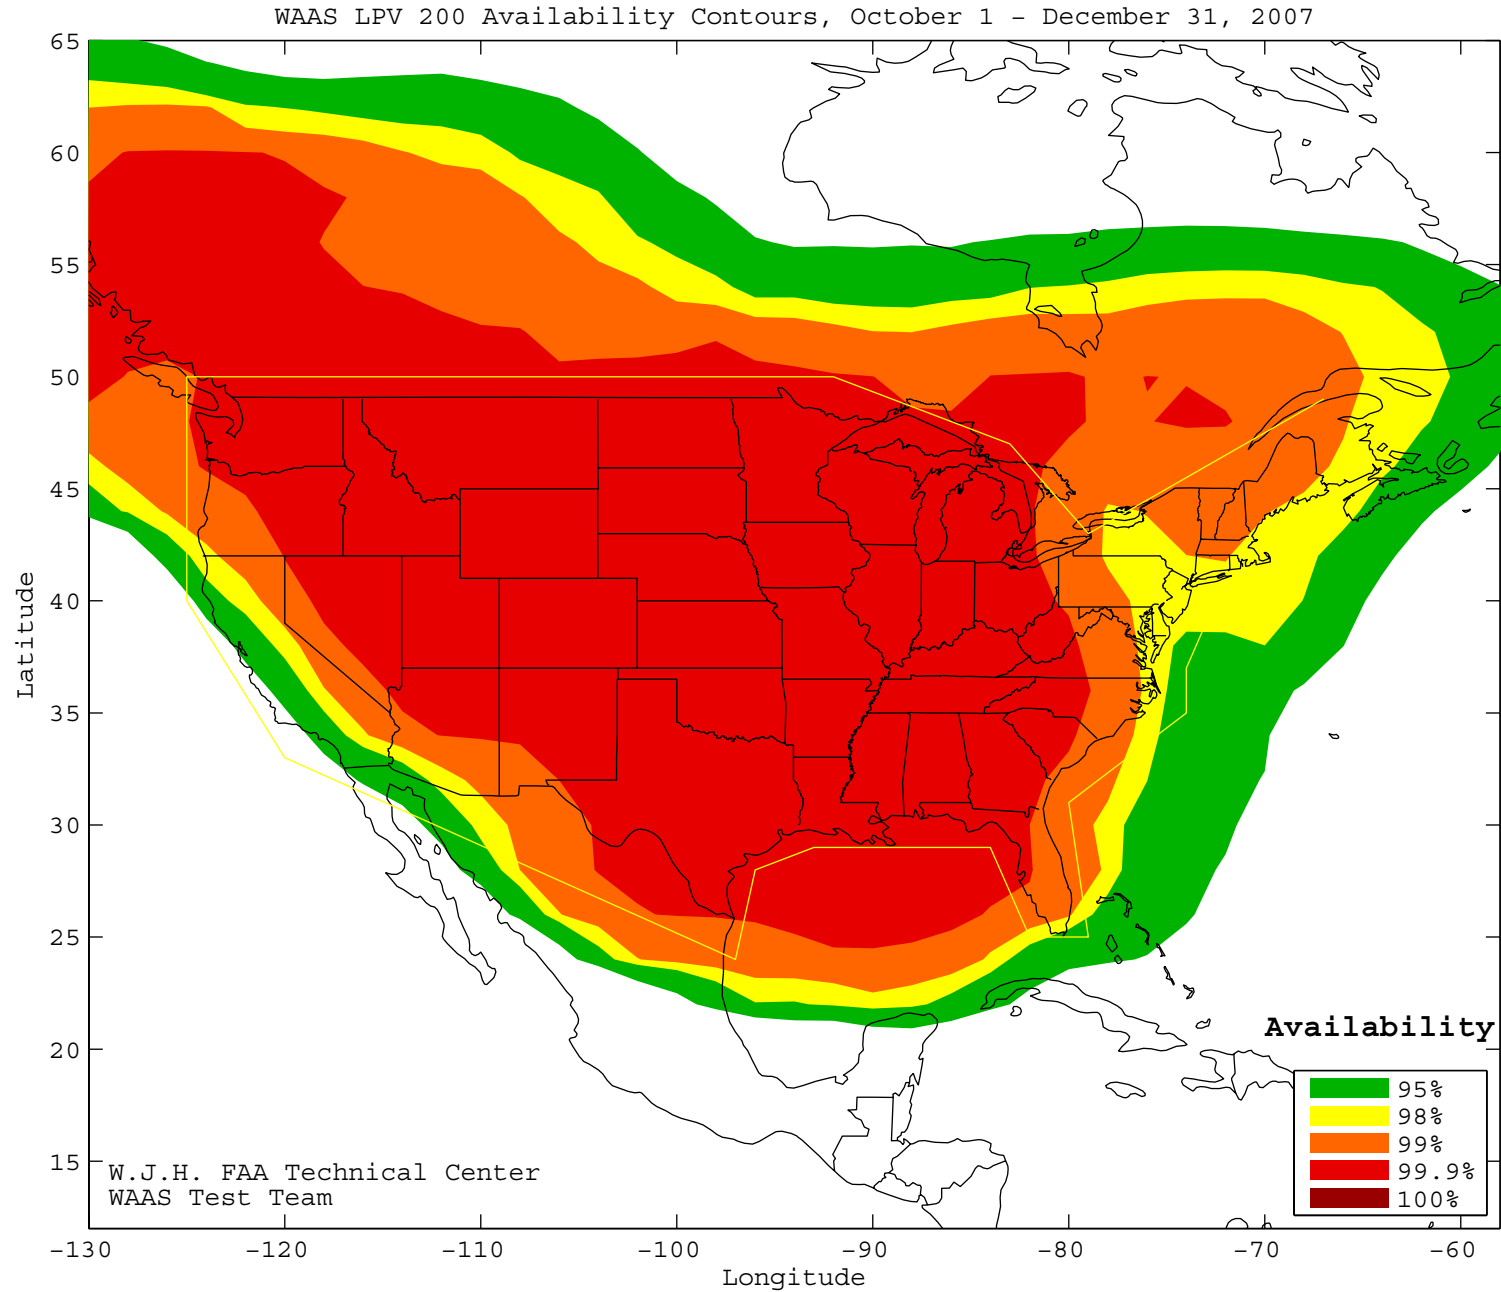 WAAS LPV 200 Availability Contours, October 1 - December 31, 2007
65
60
55
50
45
40
35
30
25
20
15
Latitude
W.J.H. FAA Technical Center
WAAS Test Team
Availability
95%
98%
99%
99.9%
100%
-130 -120 -110 -100 -90 -80 -70 -60
Longitude